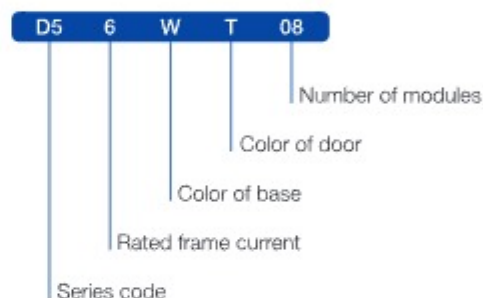 D5 6 W T 08
Number of modules
Color of door
Color of base
Rated frame current
Series code